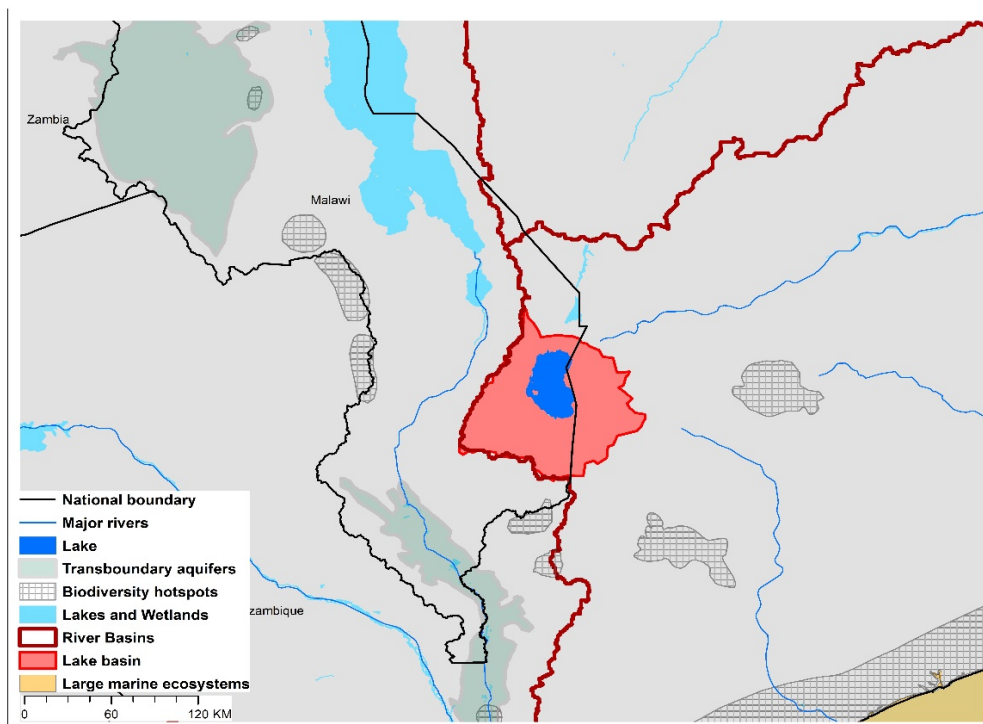 Zambia
Malawi
National boundary
Major rivers
Lake
Transboundary aquifers
Biodiversity hotspots
zambique
Lakes and Wetlands
River Basins
Lake basin
Large marine ecosystems
0 60 120 KM